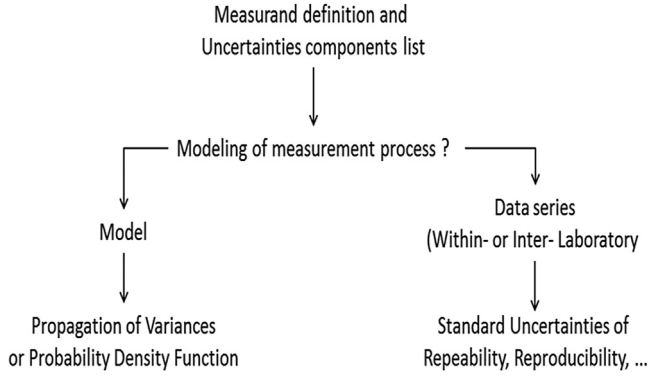 Measurand definition and
Uncertainties components list
Modeling of measurement process ?
Model
Data series
(Within- or Inter- Laboratory
Propagation of Variances
or Probability Density Function
Standard Uncertainties of
Repeability, Reproducibility, ...